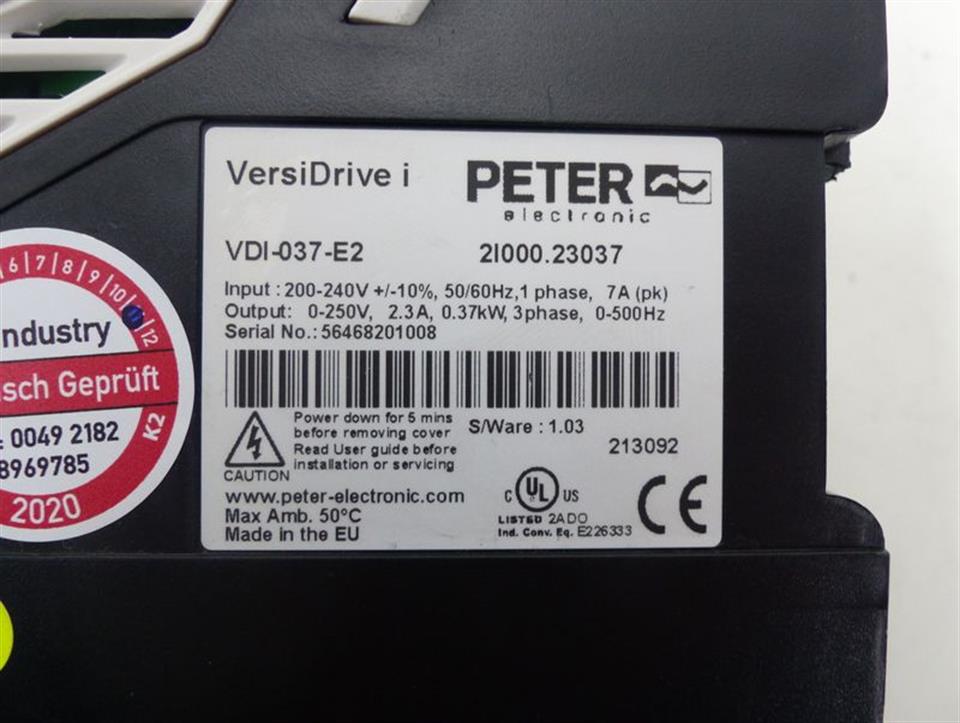 VersiDrive i
PETER
electronic
VDI-037-E2 2I000.23037
Input : 200-240V +/-10%, 50/60Hz,1 phase, 7A (pk)
Output: 0-250V, 2.3A, 0.37kW, 3phase, 0-500Hz
Serial No.: 56468201008
Power down for 5 mins
before removing cover
Read User guide before
installation or servicing
CAUTION
S/Ware : 1.03
213092
www.peter-electronic.com
Max Amb. 50°C
Made in the EU
C UL US
LISTED 2ADO
Ind. Conv. Eq. E226333
CE
6 7 8 9 10 12
ndustry
sch Geprüft
: 0049 2182
8969785
K2
2020